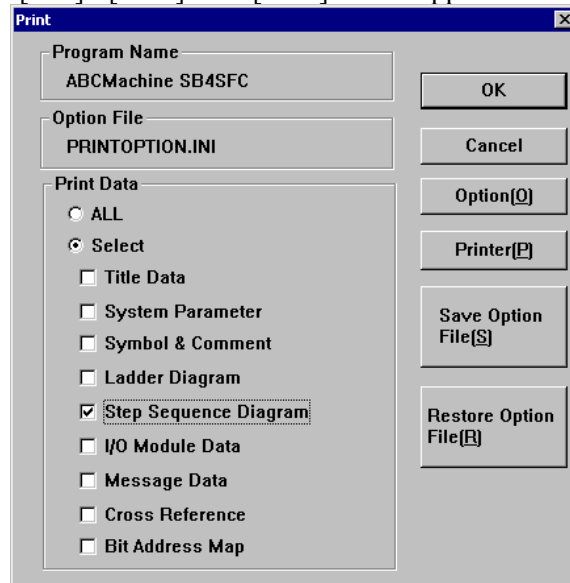 Print
Program Name
ABCMachine SB4SFC
Option File
PRINTOPTION.INI
Print Data
ALL
Select
Title Data
System Parameter
Symbol & Comment
Ladder Diagram
Step Sequence Diagram
I/O Module Data
Message Data
Cross Reference
Bit Address Map
OK
Cancel
Option(O)
Printer(P)
Save Option
File(S)
Restore Option
File(R)